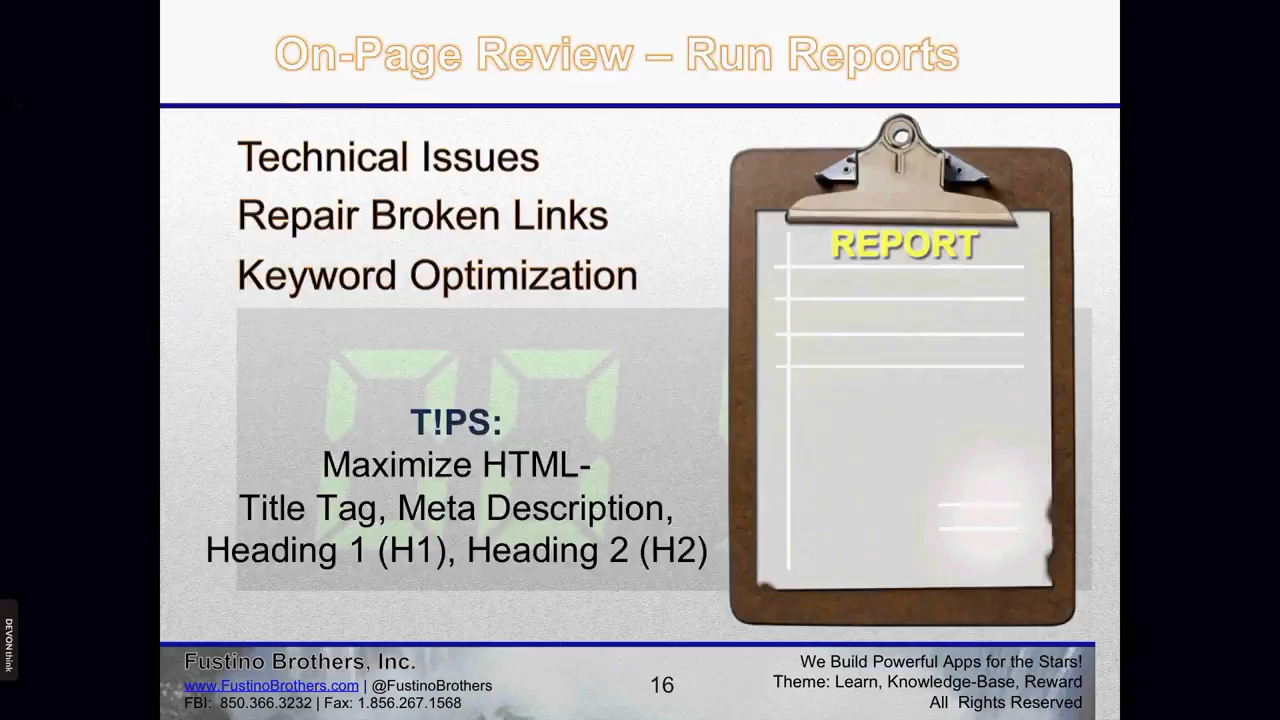 On-Page Review – Run Reports
Technical Issues
Repair Broken Links
Keyword Optimization
REPORT
T!PS:
Maximize HTML-
Title Tag, Meta Description,
Heading 1 (H1), Heading 2 (H2)
Fustino Brothers, Inc.
www.FustinoBrothers.com | @FustinoBrothers
FBI: 850.366.3232 | Fax: 1.856.267.1568
16
We Build Powerful Apps for the Stars!
Theme: Learn, Knowledge-Base, Reward
All Rights Reserved
DEVONthink